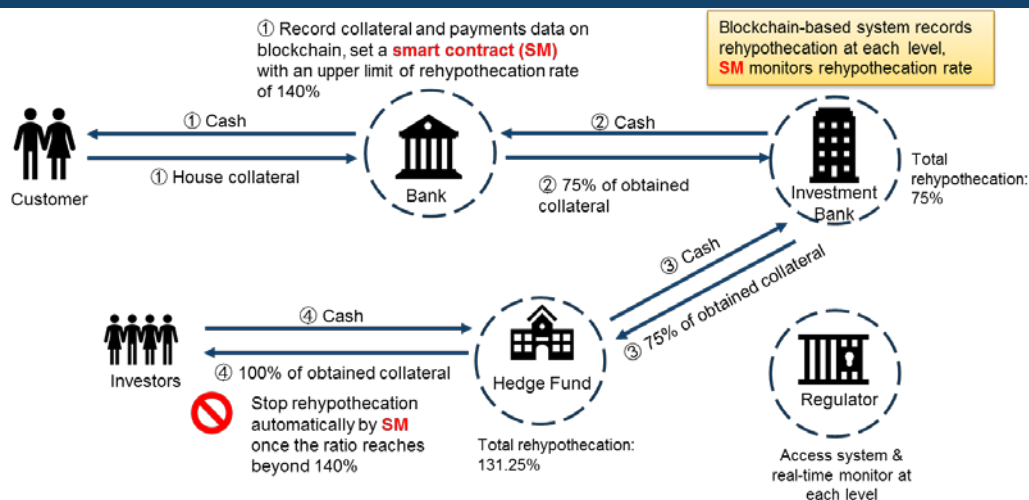 ① Record collateral and payments data on
blockchain, set a smart contract (SM)
with an upper limit of rehypothecation rate
of 140%
Blockchain-based system records
rehypothecation at each level,
SM monitors rehypothecation rate
① Cash
① House collateral
Customer
Bank
② Cash
② 75% of obtained
collateral
Investment
Bank
Total
rehypothecation:
75%
③ Cash
③ 75% of obtained collateral
④ Cash
④ 100% of obtained collateral
Investors
Hedge Fund
Regulator
Stop rehypothecation
automatically by SM
once the ratio reaches
beyond 140%
Total rehypothecation:
131.25%
Access system &
real-time monitor at
each level